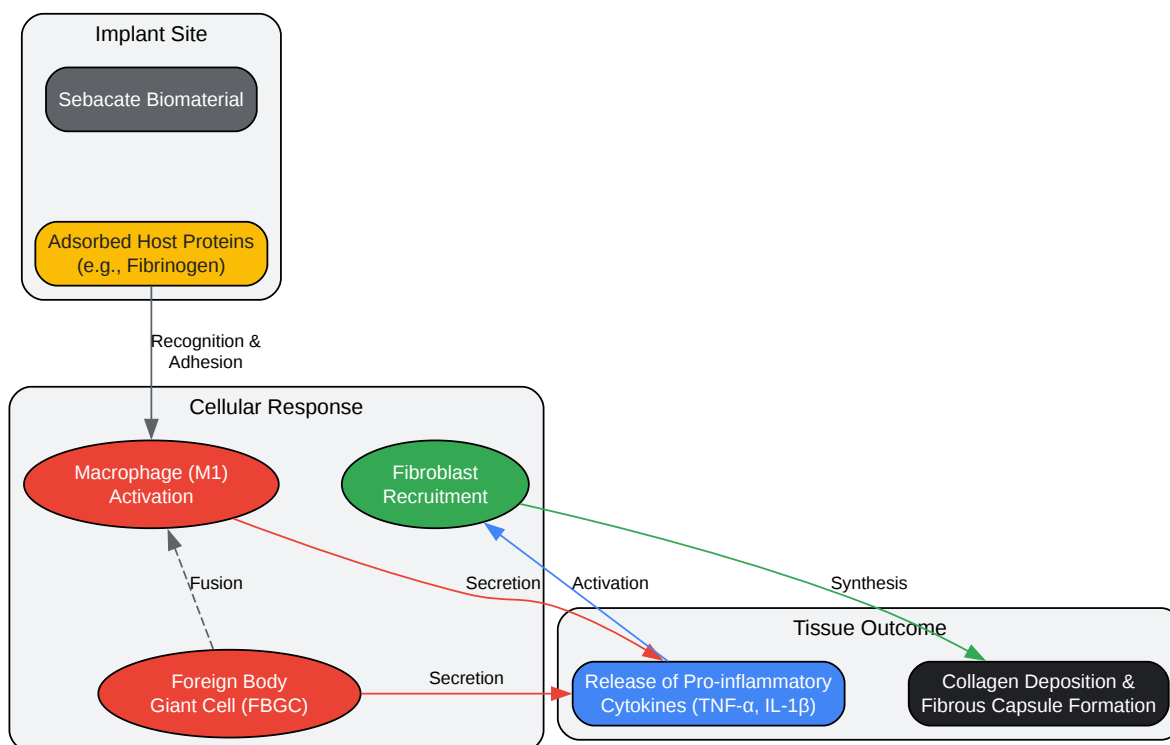 Implant Site
Sebacate Biomaterial
Adsorbed Host Proteins
(e.g., Fibrinogen)
Recognition &
Adhesion
Cellular Response
Macrophage (M1)
Activation
Fibroblast
Recruitment
Fusion
Secretion
Activation
Synthesis
Tissue Outcome
Foreign Body
Giant Cell (FBGC)
Secretion
Release of Pro-inflammatory
Cytokines (TNF-α, IL-1β)
Collagen Deposition &
Fibrous Capsule Formation